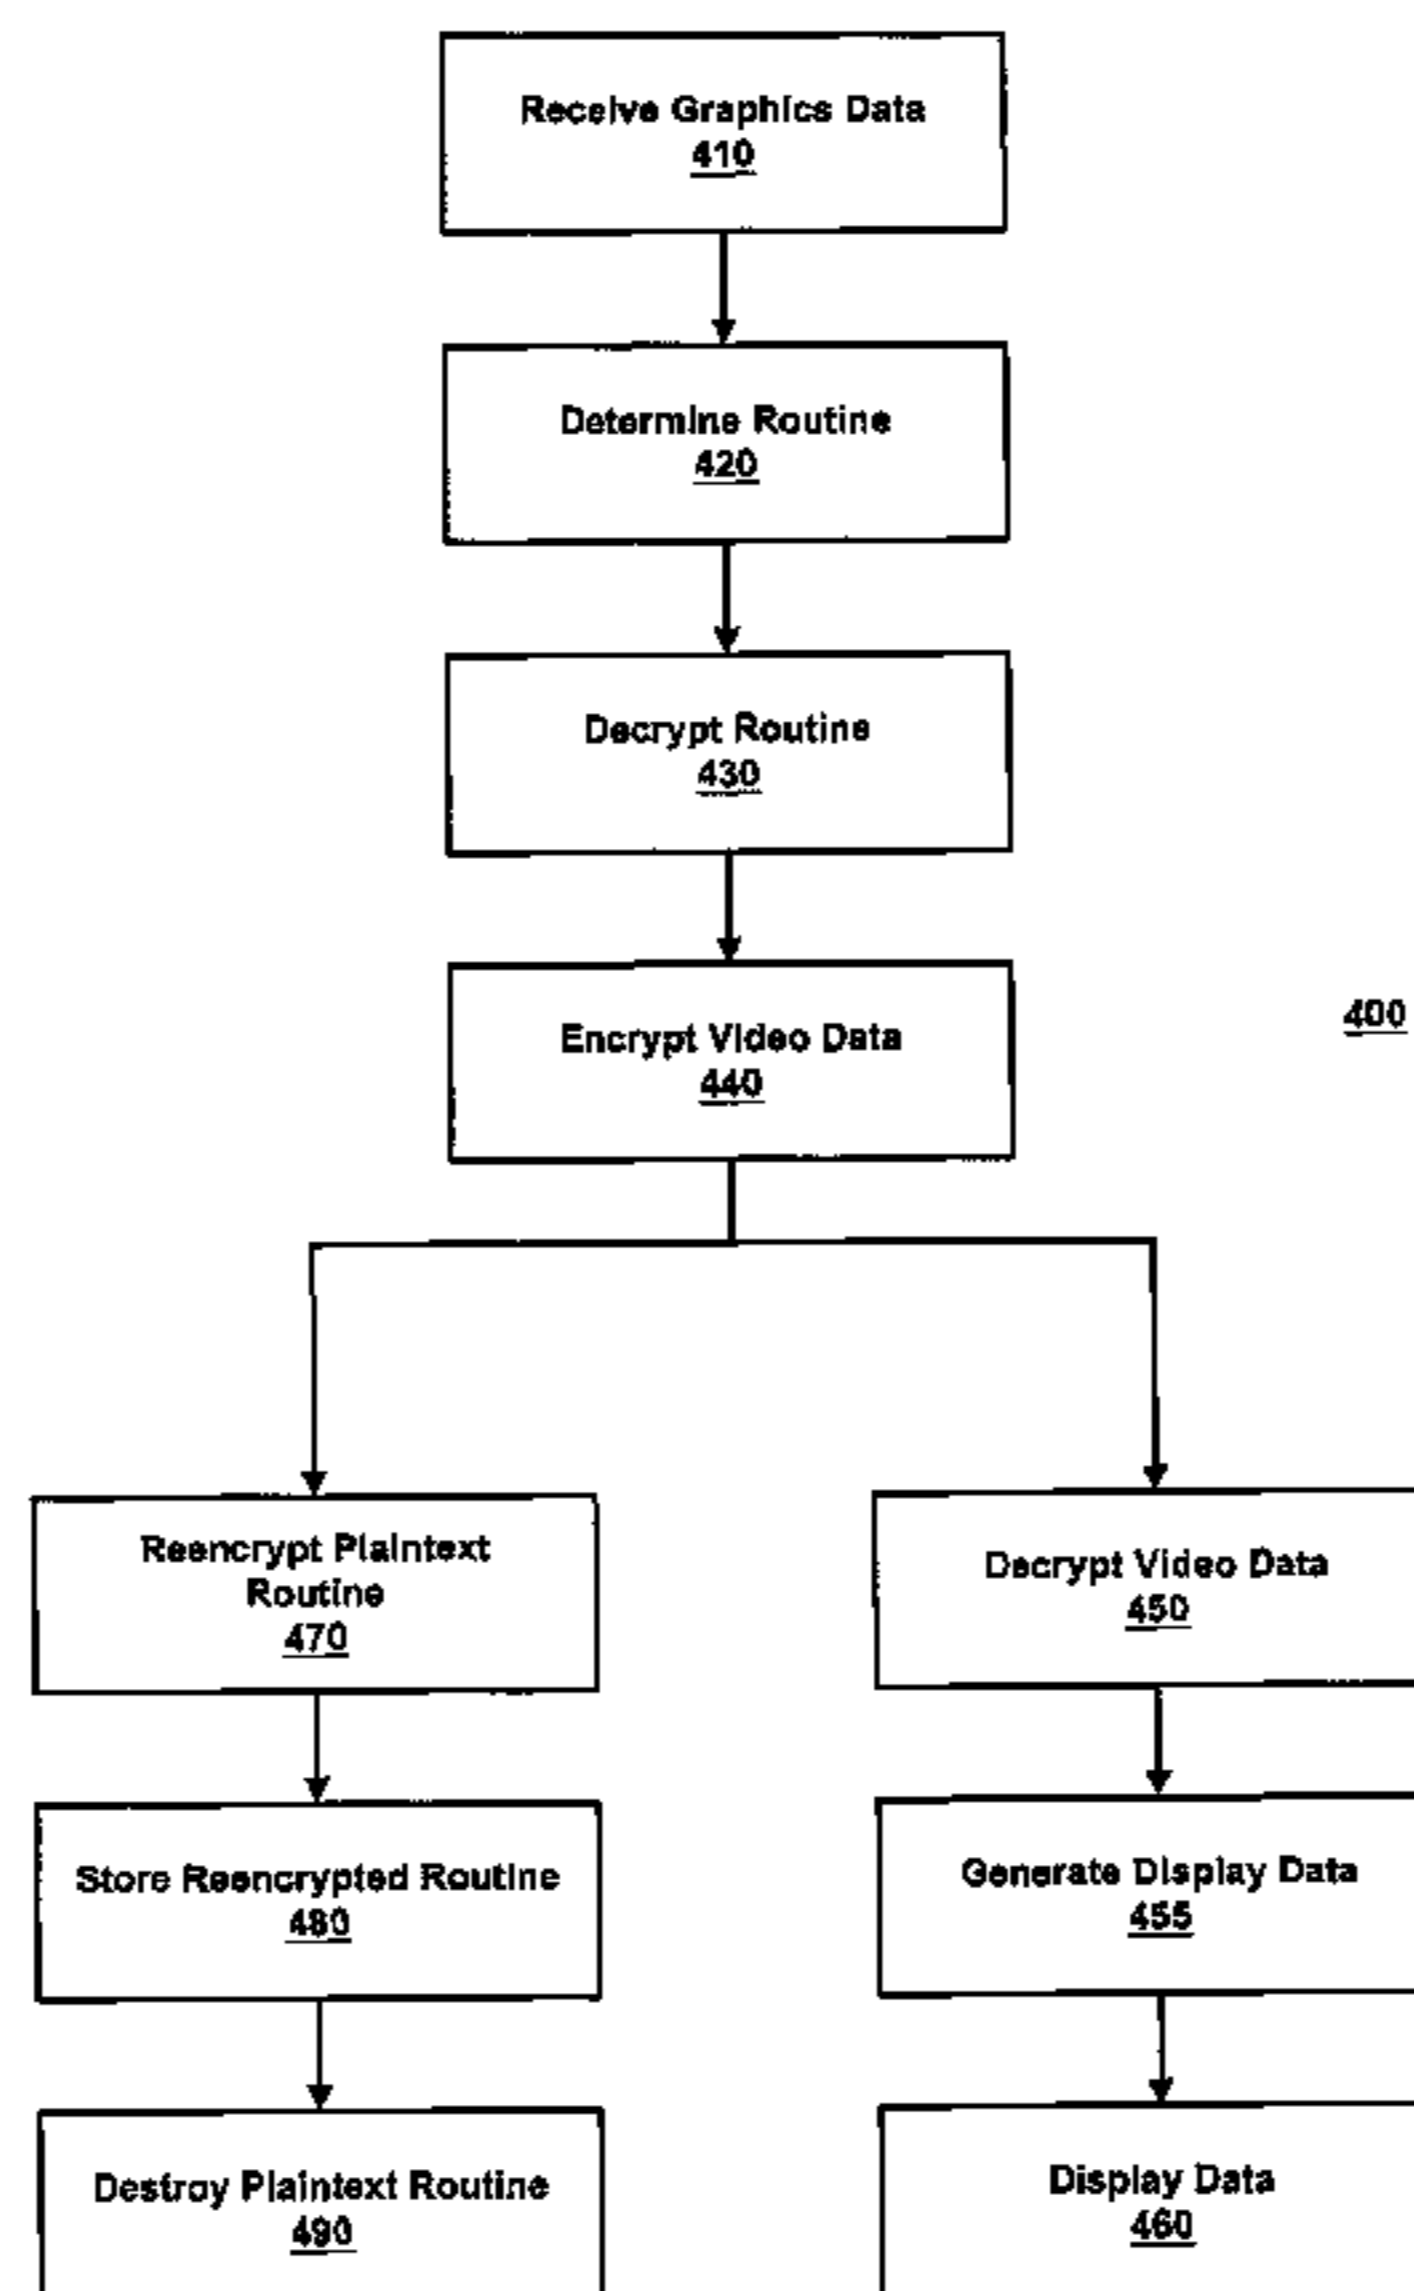 Receive Graphics Data
410
Determine Routine
420
Decrypt Routine
430
Encrypt Video Data
440
400
Reencrypt Plaintext
Routine
470
Decrypt Video Data
450
Store Reencrypted Routine
480
Generate Display Data
455
Destroy Plaintext Routine
490
Display Data
460